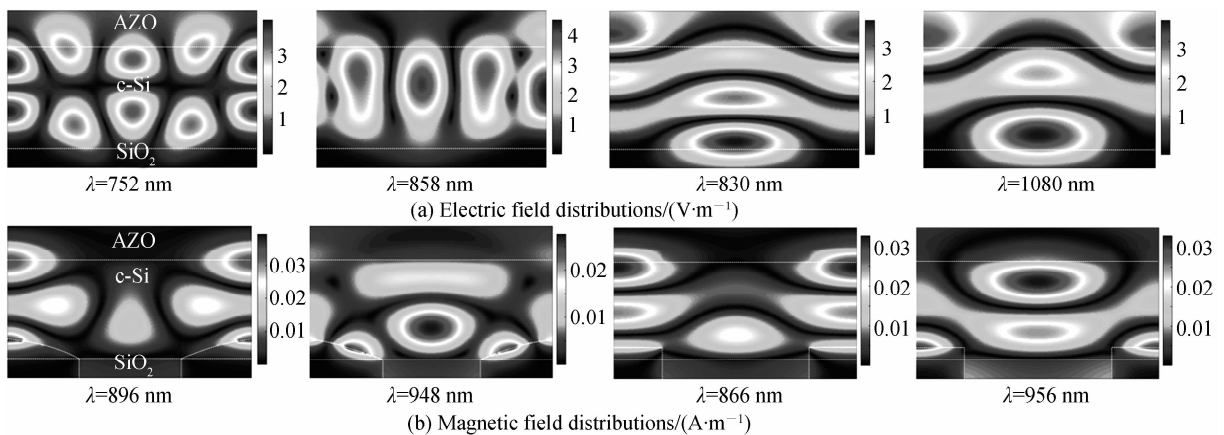 AZO
c-Si
SiO₂
3
2
1
4
3
2
1
3
2
1
3
2
1
λ=752 nm
λ=858 nm
λ=830 nm
λ=1080 nm
(a) Electric field distributions/(V·m⁻¹)
AZO
c-Si
SiO₂
0.03
0.02
0.01
0.02
0.01
0.03
0.02
0.01
0.03
0.02
0.01
λ=896 nm
λ=948 nm
λ=866 nm
λ=956 nm
(b) Magnetic field distributions/(A·m⁻¹)